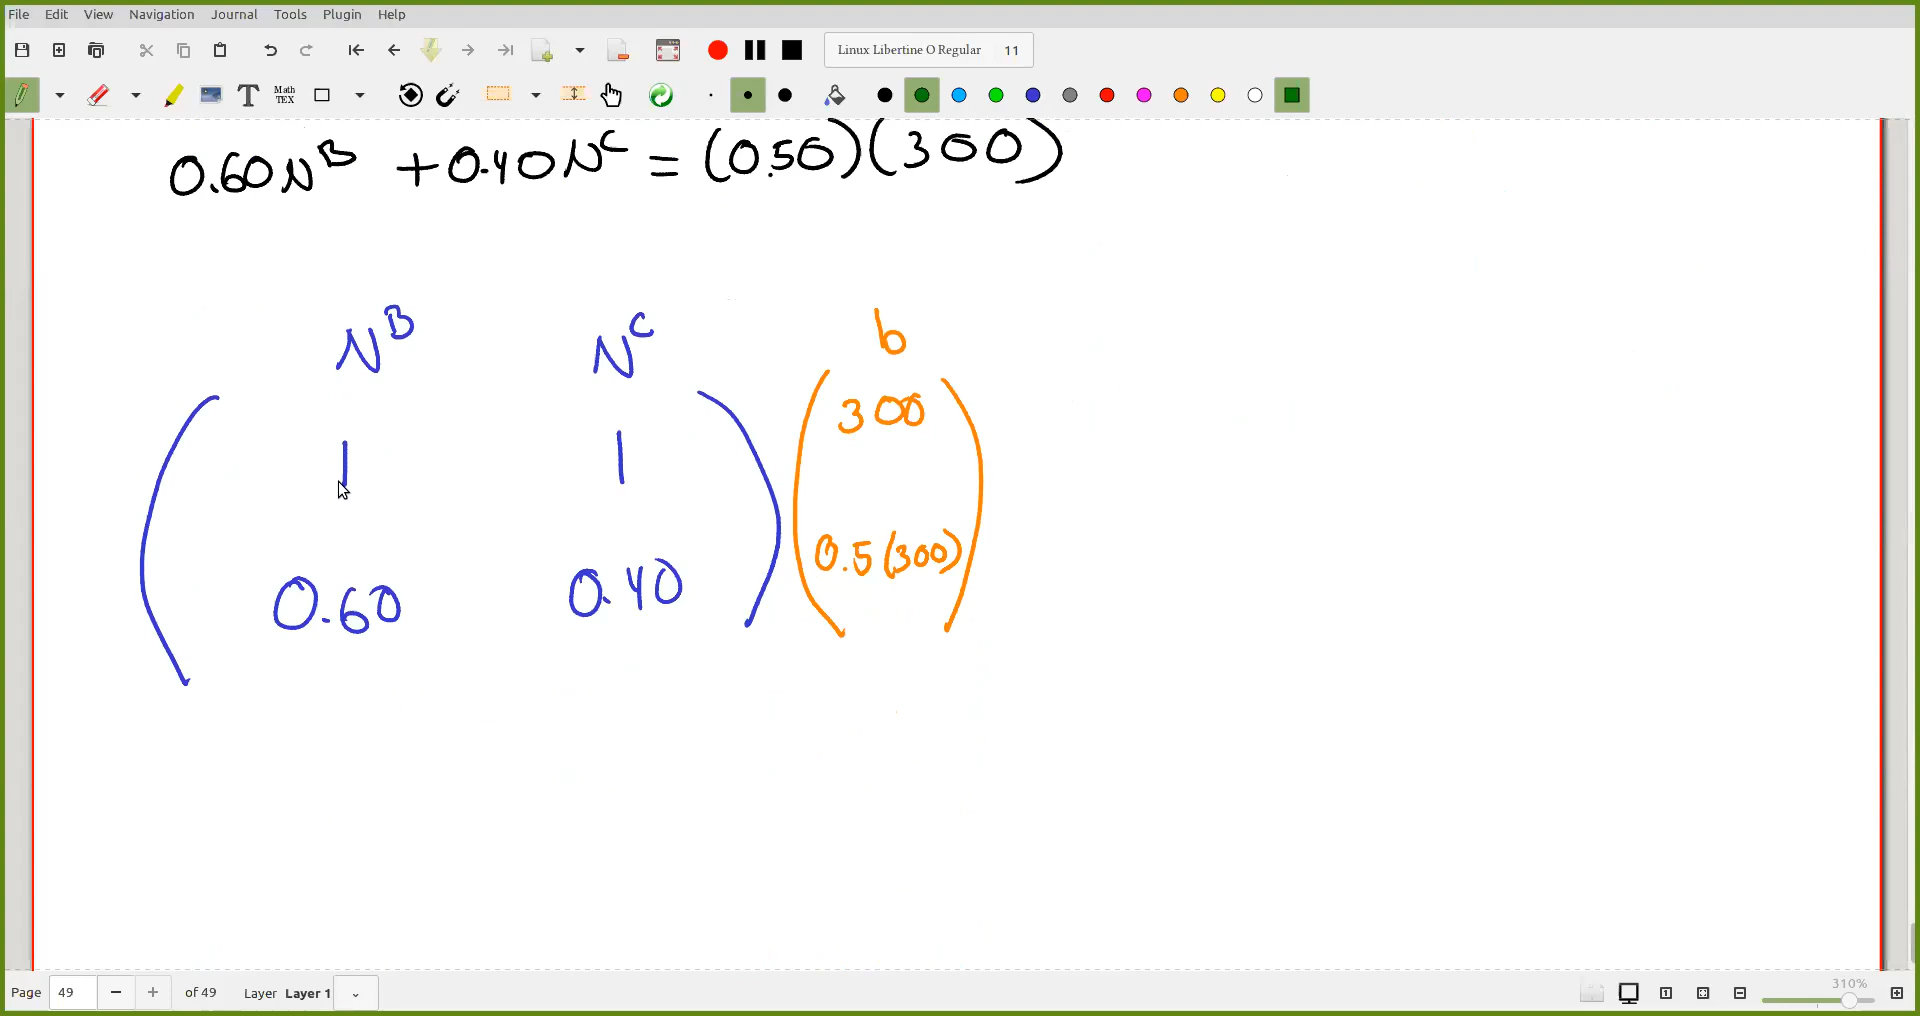 File Edit View Navigation Journal Tools Plugin Help
Linux Libertine O Regular 11
T Math TEX
0.60N^B + 0.40N^C = (0.50)(300)
N^B N^C b
1 1 300
0.60 0.40 0.5(300)
Page 49 − + of 49 Layer Layer 1 310%